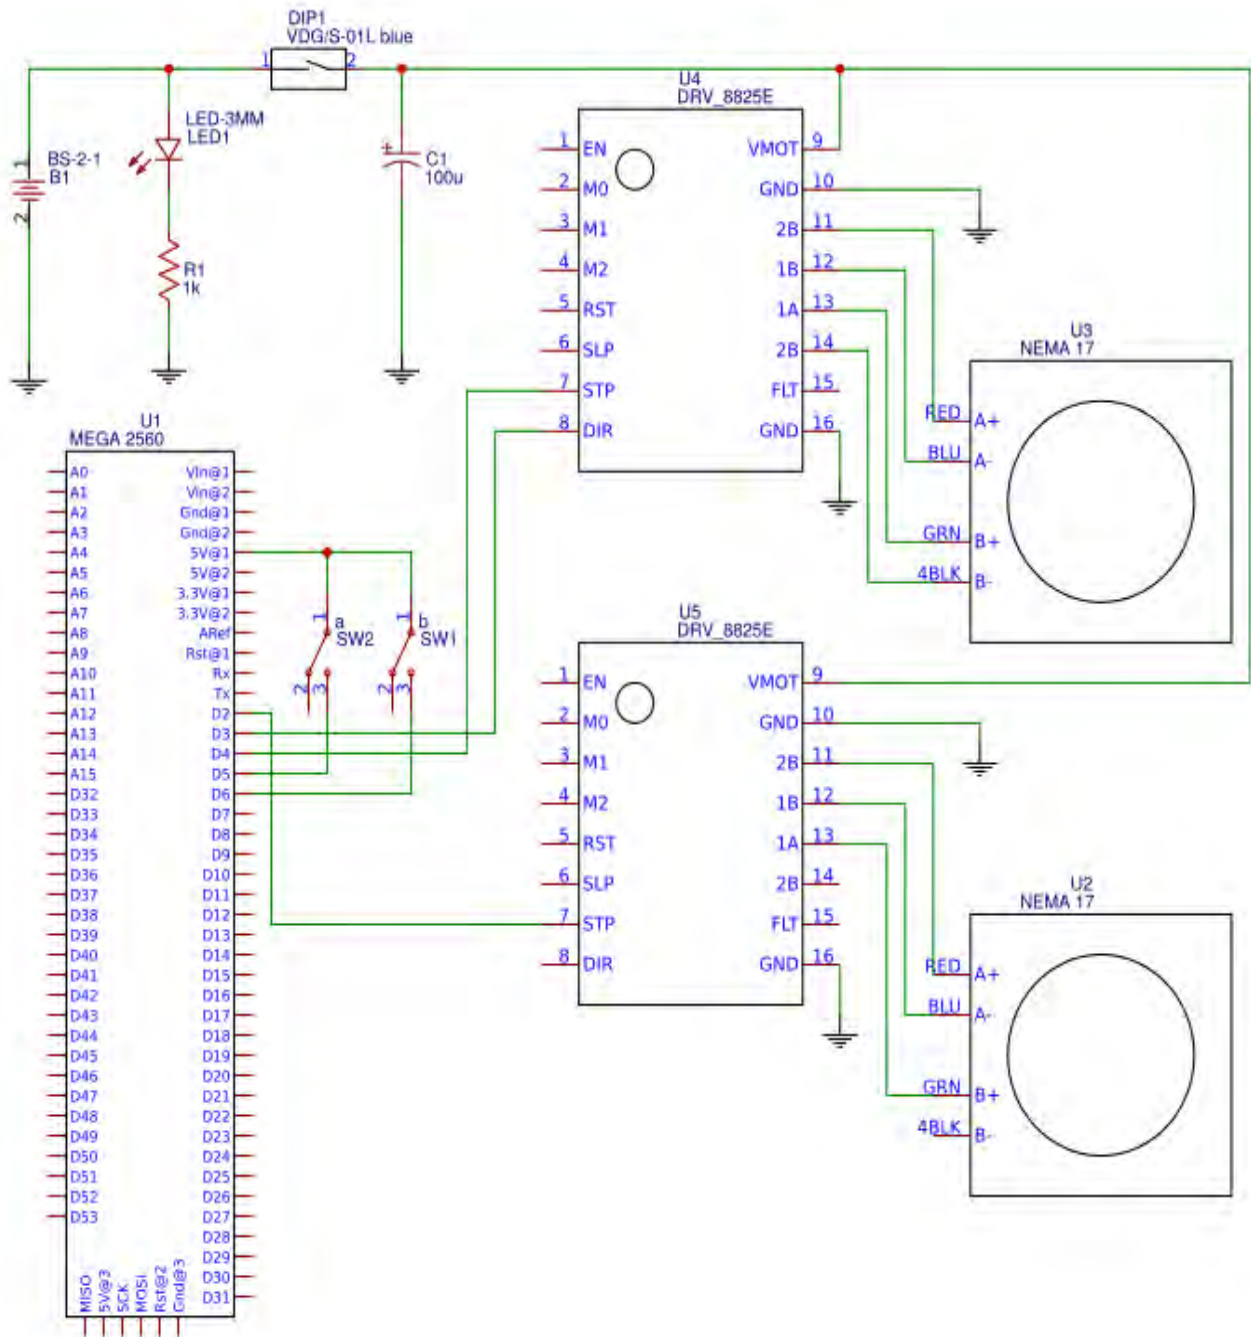 DIP1
VDG/S-01L blue
1
2
LED-3MM
LED1
BS-2-1
B1
1
2
R1
1k
+
C1
100u
U4
DRV_8825E
1 EN VMOT 9
2 M0 GND 10
3 M1 2B 11
4 M2 1B 12
5 RST 1A 13
6 SLP 2B 14
7 STP FLT 15
8 DIR GND 16
U3
NEMA 17
RED A+
BLU A-
GRN B+
4BLK B-
U1
MEGA 2560
A0 Vin@1
A1 Vin@2
A2 Gnd@1
A3 Gnd@2
A4 5V@1
A5 5V@2
A6 3.3V@1
A7 3.3V@2
A8 ARef
A9 Rst@1
A10 Rx
A11 Tx
A12 D2
A13 D3
A14 D4
A15 D5
D32 D6
D33 D7
D34 D8
D35 D9
D36 D10
D37 D11
D38 D12
D39 D13
D40 D14
D41 D15
D42 D16
D43 D17
D44 D18
D45 D19
D46 D20
D47 D21
D48 D22
D49 D23
D50 D24
D51 D25
D52 D26
D53 D27
D28
D29
D30
D31
MISO
5V@3
SCK
MOSI
Rst@2
Gnd@3
1 a
SW2
2 3
1 b
SW1
2 3
U5
DRV_8825E
1 EN VMOT 9
2 M0 GND 10
3 M1 2B 11
4 M2 1B 12
5 RST 1A 13
6 SLP 2B 14
7 STP FLT 15
8 DIR GND 16
U2
NEMA 17
RED A+
BLU A-
GRN B+
4BLK B-